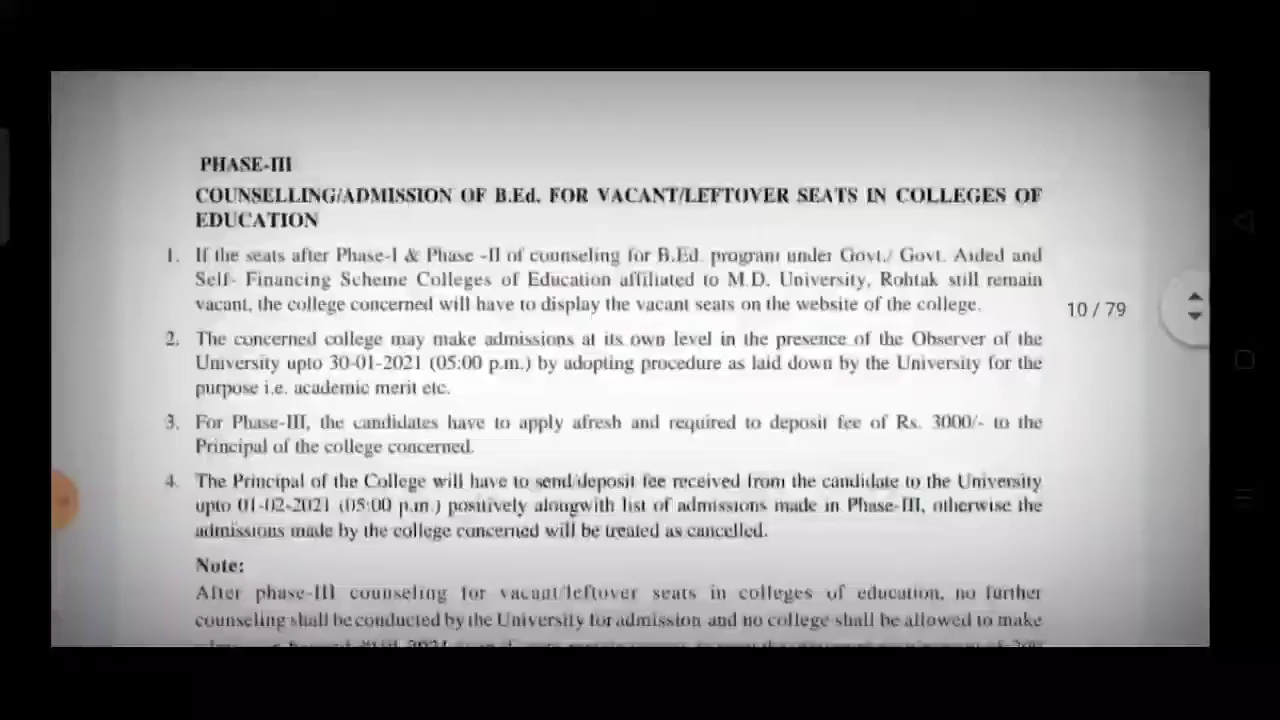 PHASE-III
COUNSELLING/ADMISSION OF B.Ed. FOR VACANT/LEFTOVER SEATS IN COLLEGES OF
EDUCATION
1. If the seats after Phase-I & Phase -II of counseling for B.Ed. program under Govt./ Govt. Aided and
Self- Financing Scheme Colleges of Education affiliated to M.D. University, Rohtak still remain
vacant, the college concerned will have to display the vacant seats on the website of the college.
10 / 79
2. The concerned college may make admissions at its own level in the presence of the Observer of the
University upto 30-01-2021 (05:00 p.m.) by adopting procedure as laid down by the University for the
purpose i.e. academic merit etc.
3. For Phase-III, the candidates have to apply afresh and required to deposit fee of Rs. 3000/- to the
Principal of the college concerned.
4. The Principal of the College will have to send/deposit fee received from the candidate to the University
upto 01-02-2021 (05:00 p.m.) positively alongwith list of admissions made in Phase-III, otherwise the
admissions made by the college concerned will be treated as cancelled.
Note:
After phase-III counseling for vacant/leftover seats in colleges of education, no further
counseling shall be conducted by the University for admission and no college shall be allowed to make